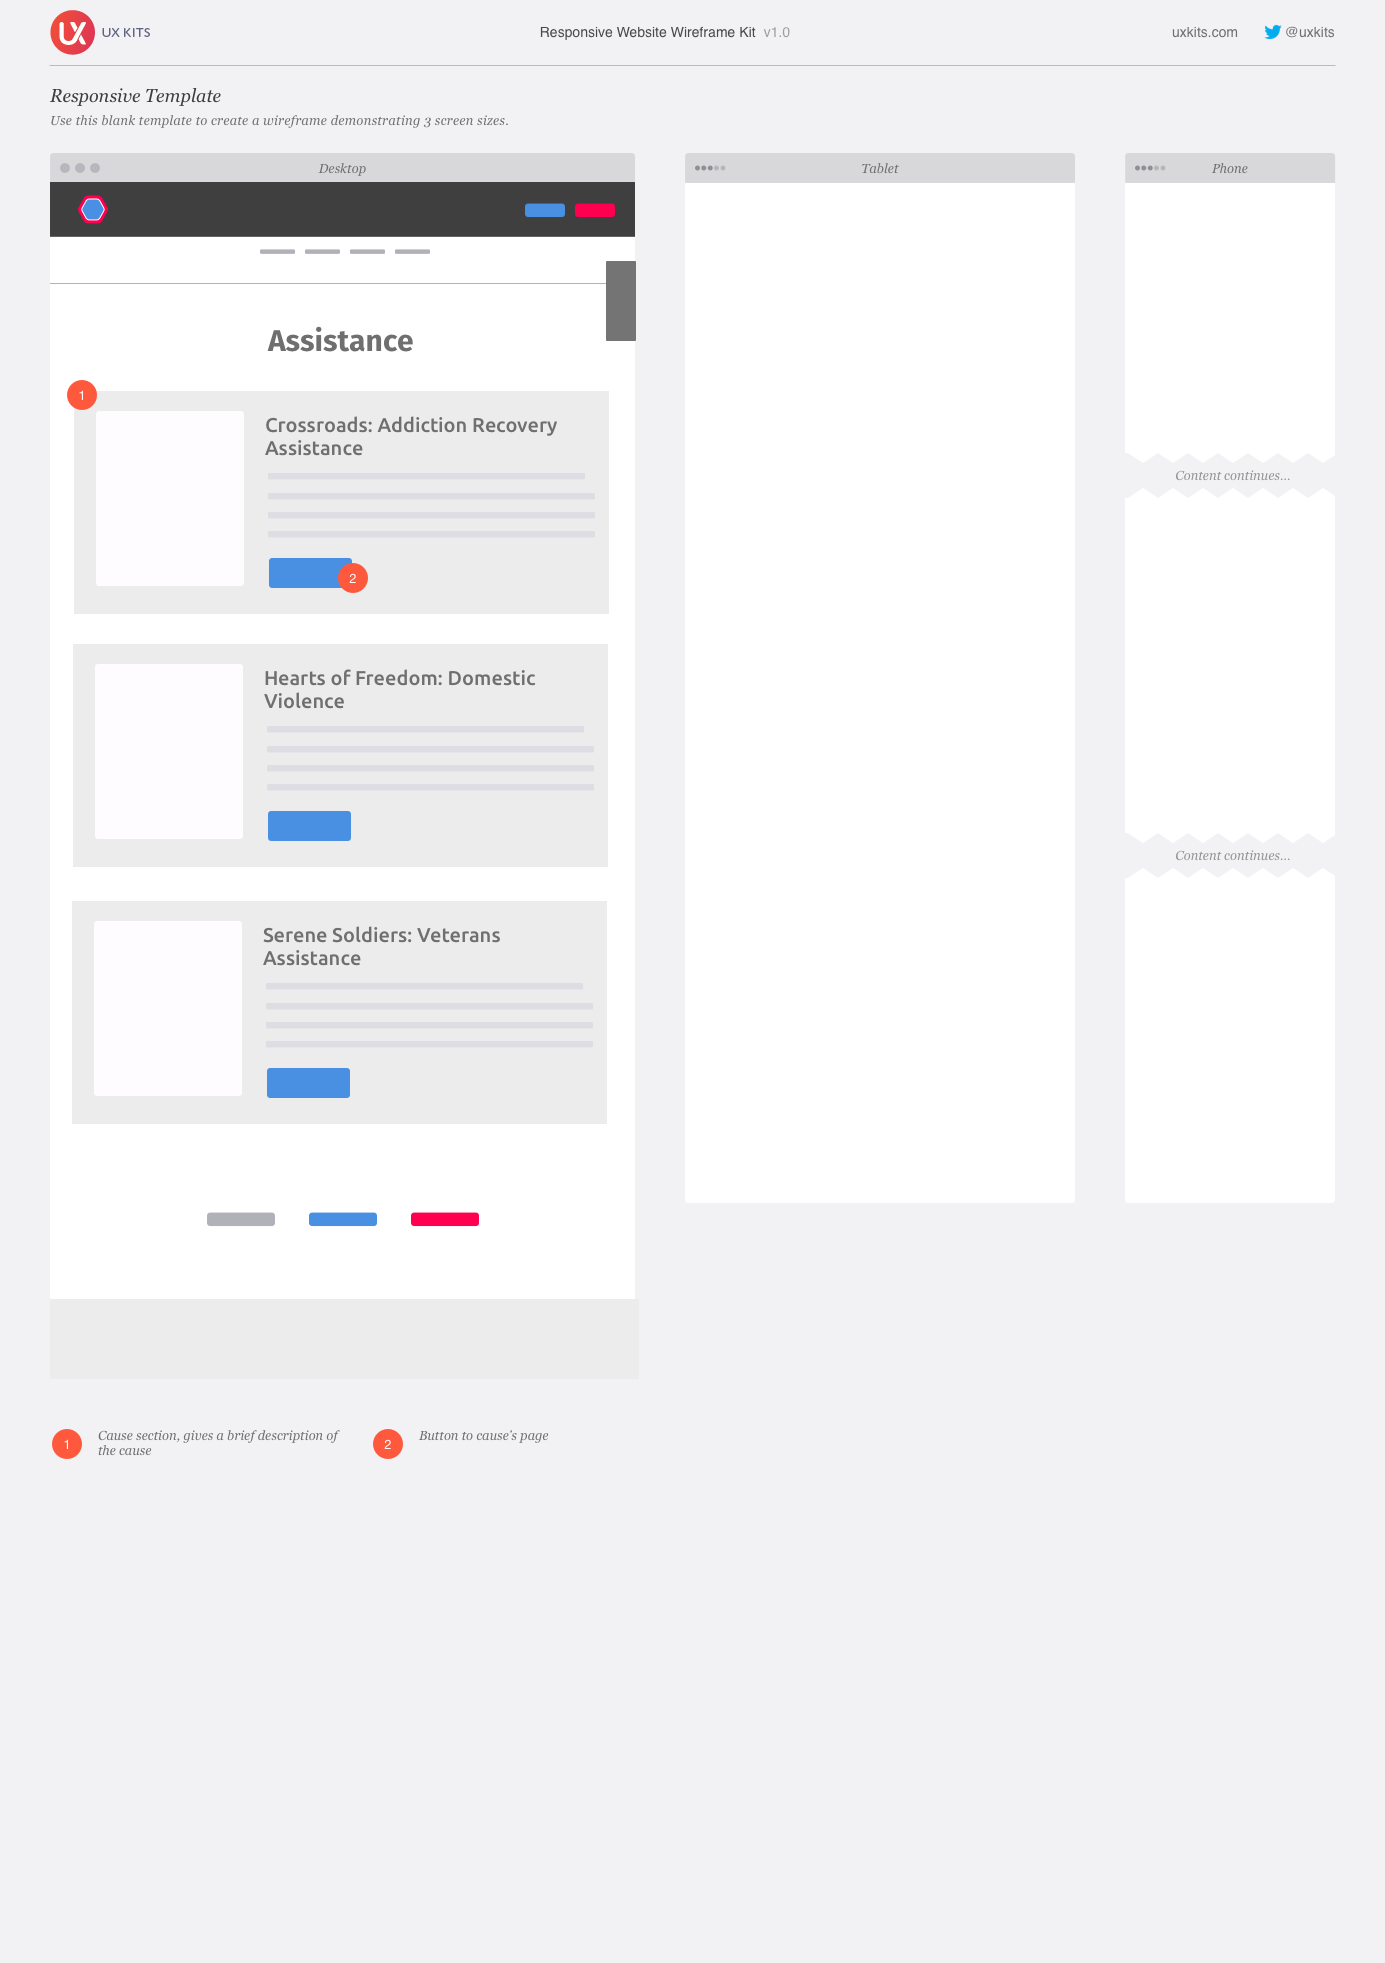 UX UX KITS
Responsive Website Wireframe Kit v1.0
uxkits.com
@uxkits
Responsive Template
Use this blank template to create a wireframe demonstrating 3 screen sizes.
Desktop
Tablet
Phone
Assistance
1
Crossroads: Addiction Recovery
Assistance
2
Hearts of Freedom: Domestic
Violence
Serene Soldiers: Veterans
Assistance
Content continues...
Content continues...
1
Cause section, gives a brief description of
the cause
2
Button to cause's page